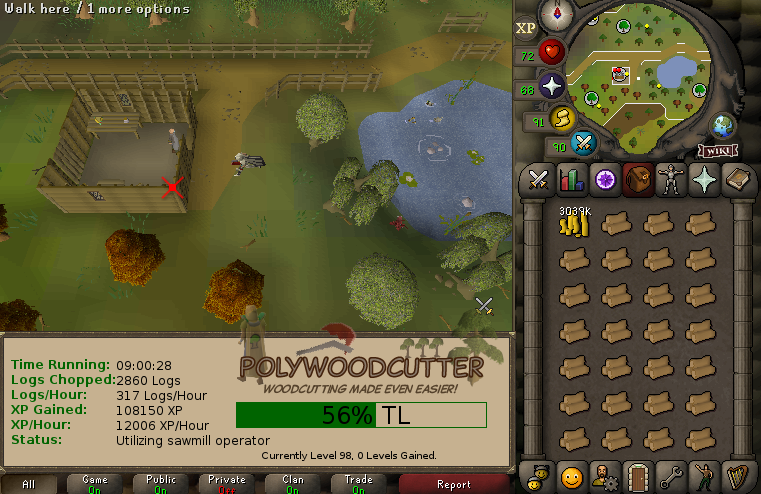 Walk here / 1 more options
XP
72
68
91
90
WIKI
3039K
POLYWOODCUTTER
WOODCUTTING MADE EVEN EASIER!
Time Running: 09:00:28
Logs Chopped: 2860 Logs
Logs/Hour: 317 Logs/Hour
XP Gained: 108150 XP
XP/Hour: 12006 XP/Hour
Status: Utilizing sawmill operator
56% TL
Currently Level 98, 0 Levels Gained.
All
Game
On
Public
On
Private
Clan
On
Trade
On
Report